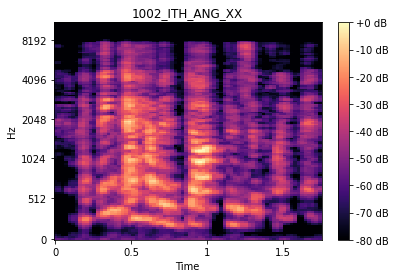 1002_ITH_ANG_XX
8192
4096
2048
1024
512
0
Hz
0
0.5
1
1.5
Time
+0 dB
-10 dB
-20 dB
-30 dB
-40 dB
-50 dB
-60 dB
-70 dB
-80 dB